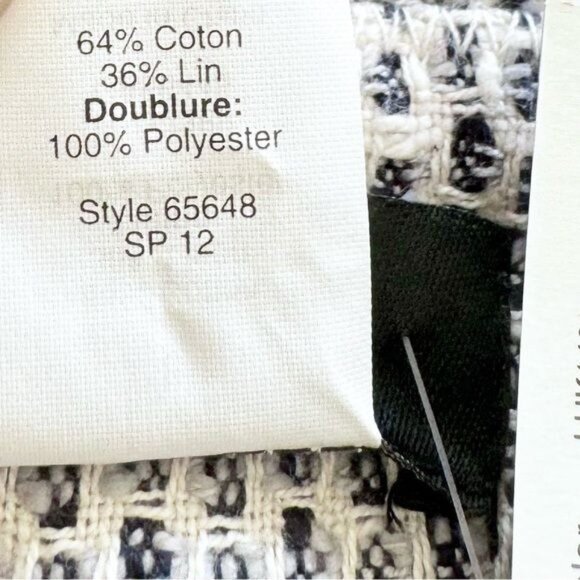 64% Coton
36% Lin
Doublure:
100% Polyester
Style 65648
SP 12